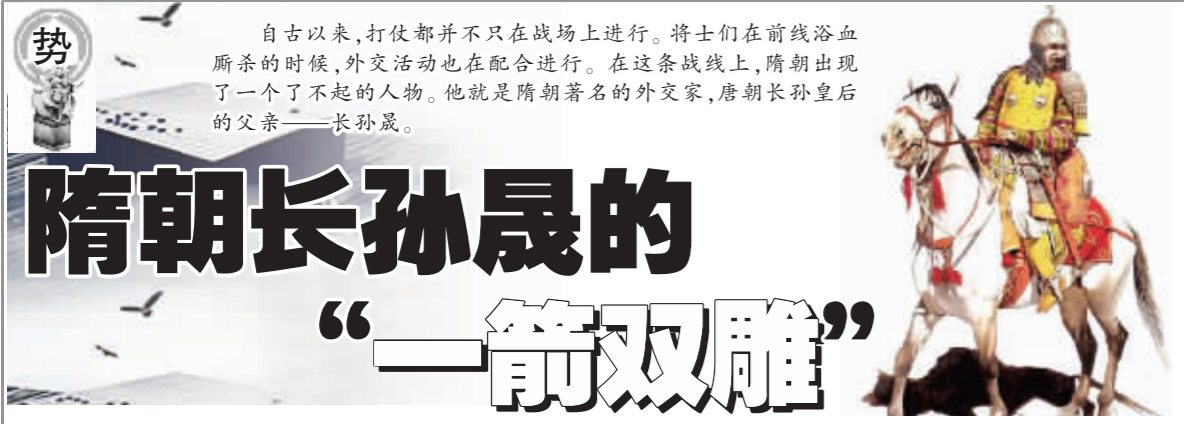 势
自古以来,打仗都并不只在战场上进行。将士们在前线浴血
厮杀的时候,外交活动也在配合进行。在这条战线上,隋朝出现
了一个了不起的人物。他就是隋朝著名的外交家,唐朝长孙皇后
的父亲——长孙晟。
隋朝长孙晟的
“一箭双雕”